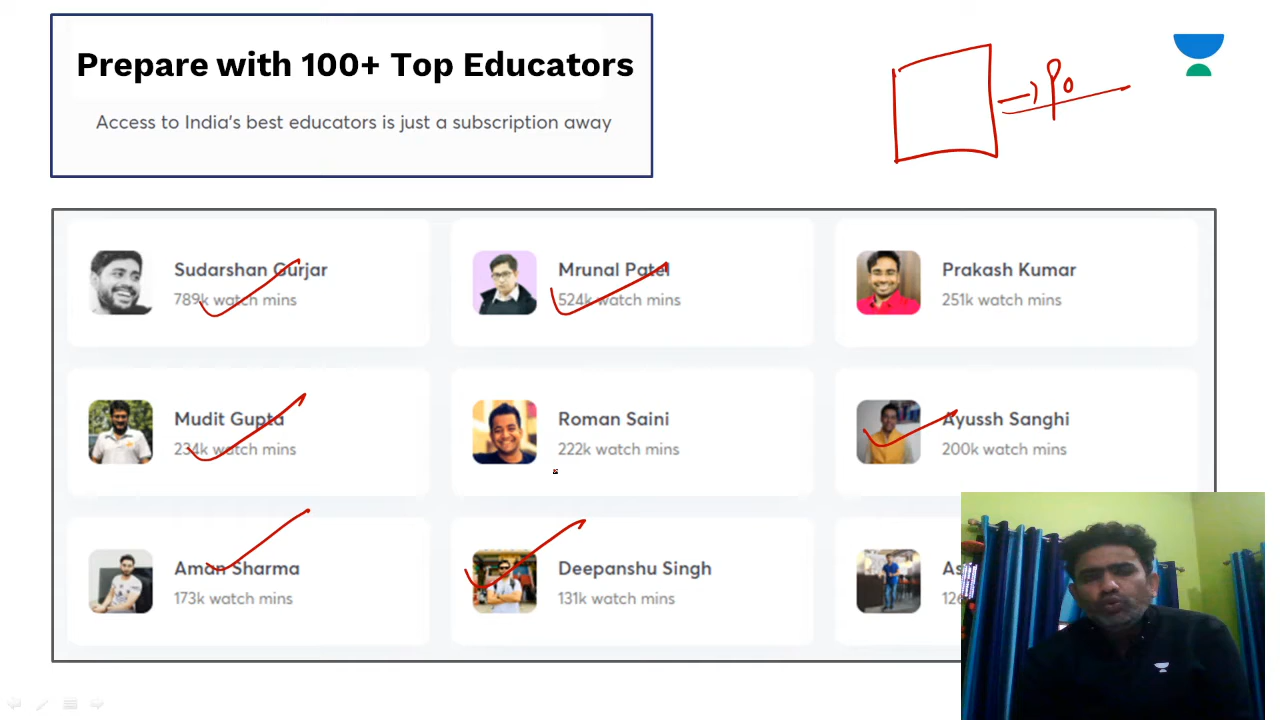 Prepare with 100+ Top Educators
Access to India's best educators is just a subscription away
Po
Sudarshan Gurjar
789k watch mins
Mrunal Patel
524k watch mins
Prakash Kumar
251k watch mins
Mudit Gupta
234k watch mins
Roman Saini
222k watch mins
Ayussh Sanghi
200k watch mins
Aman Sharma
173k watch mins
Deepanshu Singh
131k watch mins